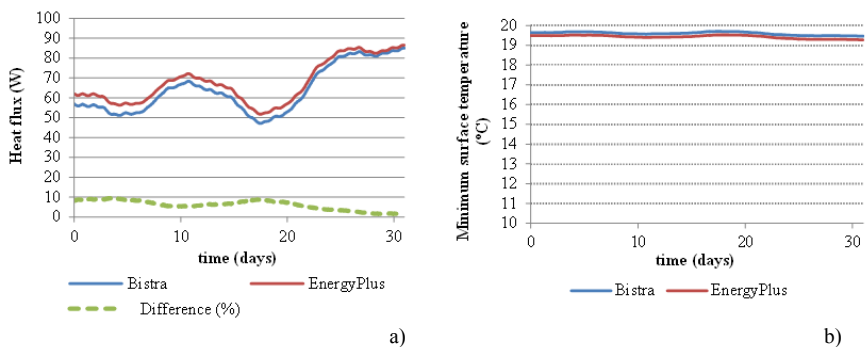 100
90
80
70
60
50
40
30
20
10
0
Heat flux (W)
0 10 20 30
time (days)
Bistra EnergyPlus
Difference (%)
a)
20
19
18
17
16
15
14
13
12
11
10
Minimum surface temperature
(°C)
0 10 20 30
time (days)
Bistra EnergyPlus
b)